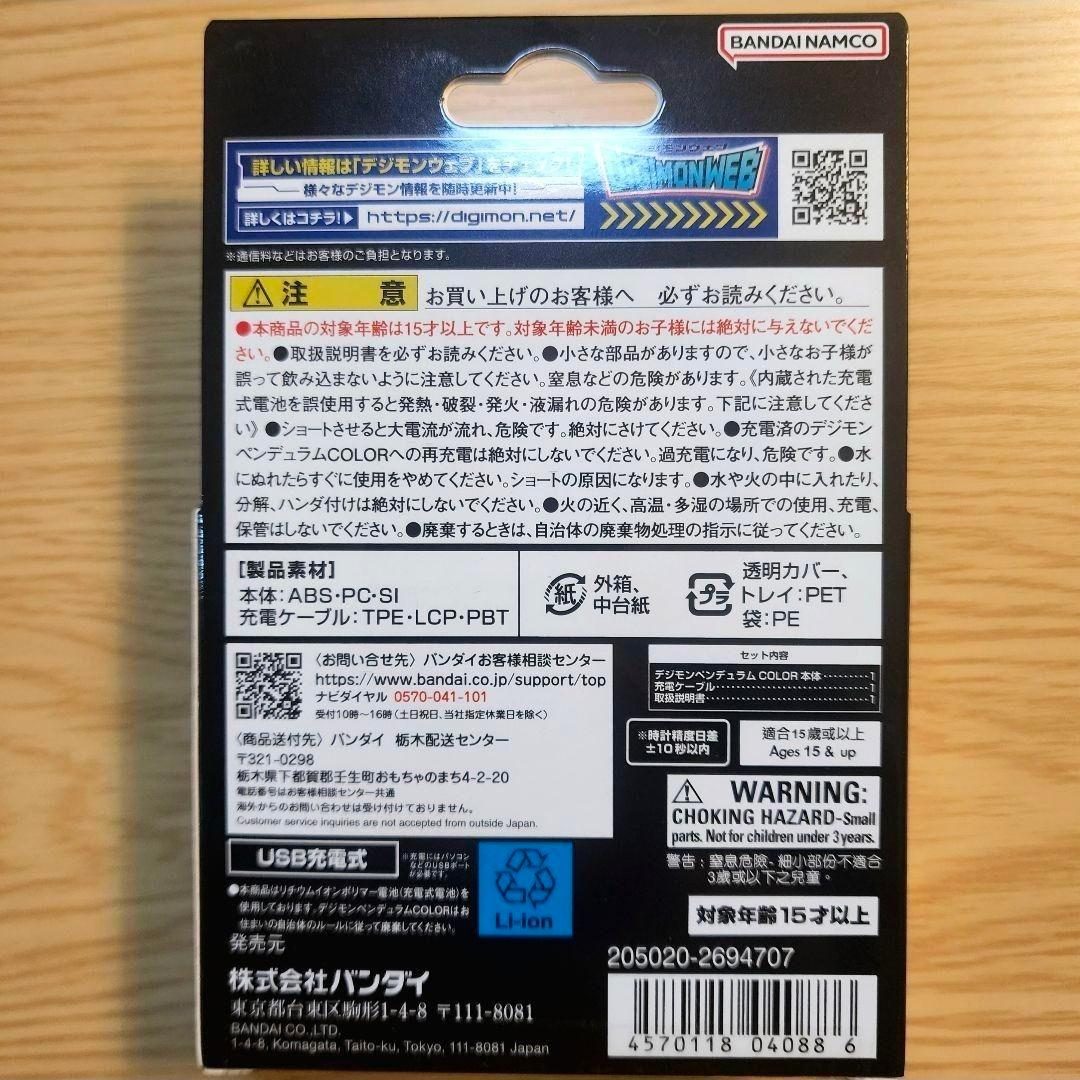 BANDAI NAMCO
詳しい情報は「デジモンウェブ」をチェック!
様々なデジモン情報を随時更新中!
詳しくはコチラ!▶ https://digimon.net/
DIGIMONWEB
※通信料などはお客様のご負担となります。
⚠注 意 お買い上げのお客様へ 必ずお読みください。
●本商品の対象年齢は15才以上です。対象年齢未満のお子様には絶対に与えないでくだ
さい。●取扱説明書を必ずお読みください。●小さな部品がありますので、小さなお子様が
誤って飲み込まないように注意してください。窒息などの危険があります。《内蔵された充電
式電池を誤使用すると発熱・破裂・発火・液漏れの危険があります。下記に注意してくださ
い》●ショートさせると大電流が流れ、危険です。絶対にさけてください。●充電済のデジモン
ペンデュラムCOLORへの再充電は絶対にしないでください。過充電になり、危険です。●水
にぬれたらすぐに使用をやめてください。ショートの原因になります。●水や火の中に入れたり、
分解、ハンダ付けは絶対にしないでください。●火の近く、高温・多湿の場所での使用、充電、
保管はしないでください。●廃棄するときは、自治体の廃棄物処理の指示に従ってください。
[製品素材]
本体:ABS・PC・SI
充電ケーブル:TPE・LCP・PBT
紙 外箱、
中台紙
プラ 透明カバー、
トレイ:PET
袋:PE
〈お問い合せ先〉バンダイお客様相談センター
https://www.bandai.co.jp/support/top
ナビダイヤル 0570-041-101
受付10時〜16時(土日祝日、当社指定休業日を除く)
〈商品送付先〉バンダイ 栃木配送センター
〒321-0298
栃木県下都賀郡壬生町おもちゃのまち4-2-20
電話番号はお客様相談センター共通
海外からのお問い合わせは受け付けておりません。
Customer service inquiries are not accepted from outside Japan.
セット内容
デジモンペンデュラム COLOR 本体………1
充電ケーブル………1
取扱説明書………1
※時計精度日差
±10秒以内
適合15歲或以上
Ages 15 & up
⚠ WARNING:
CHOKING HAZARD-Small
parts. Not for children under 3 years.
警告:窒息危險-細小部份不適合
3歲或以下之兒童。
USB充電式
※充電にはパソコン
などのUSBポート
が必要です。
●本商品はリチウムイオンポリマー電池(充電式電池)を
使用しております。デジモンペンデュラムCOLORはお
住まいの自治体のルールに従って廃棄してください。
Li-ion
対象年齢15才以上
発売元
株式会社バンダイ
東京都台東区駒形1-4-8 〒111-8081
BANDAI CO.,LTD.
1-4-8, Komagata, Taito-ku, Tokyo, 111-8081 Japan
205020-2694707
4570118 04088 6